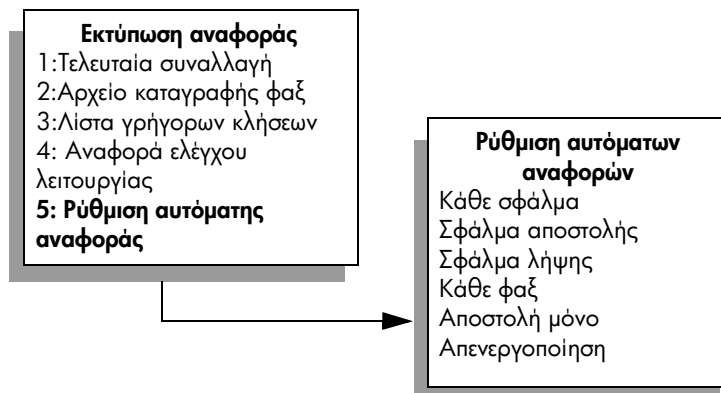 Εκτύπωση αναφοράς
1:Τελευταία συναλλαγή
2:Αρχείο καταγραφής φαξ
3:Λίστα γρήγορων κλήσεων
4: Αναφορά ελέγχου
λειτουργίας
5: Ρύθμιση αυτόματης
αναφοράς
Ρύθμιση αυτόματων
αναφορών
Κάθε σφάλμα
Σφάλμα αποστολής
Σφάλμα λήψης
Κάθε φαξ
Αποστολή μόνο
Απενεργοποίηση